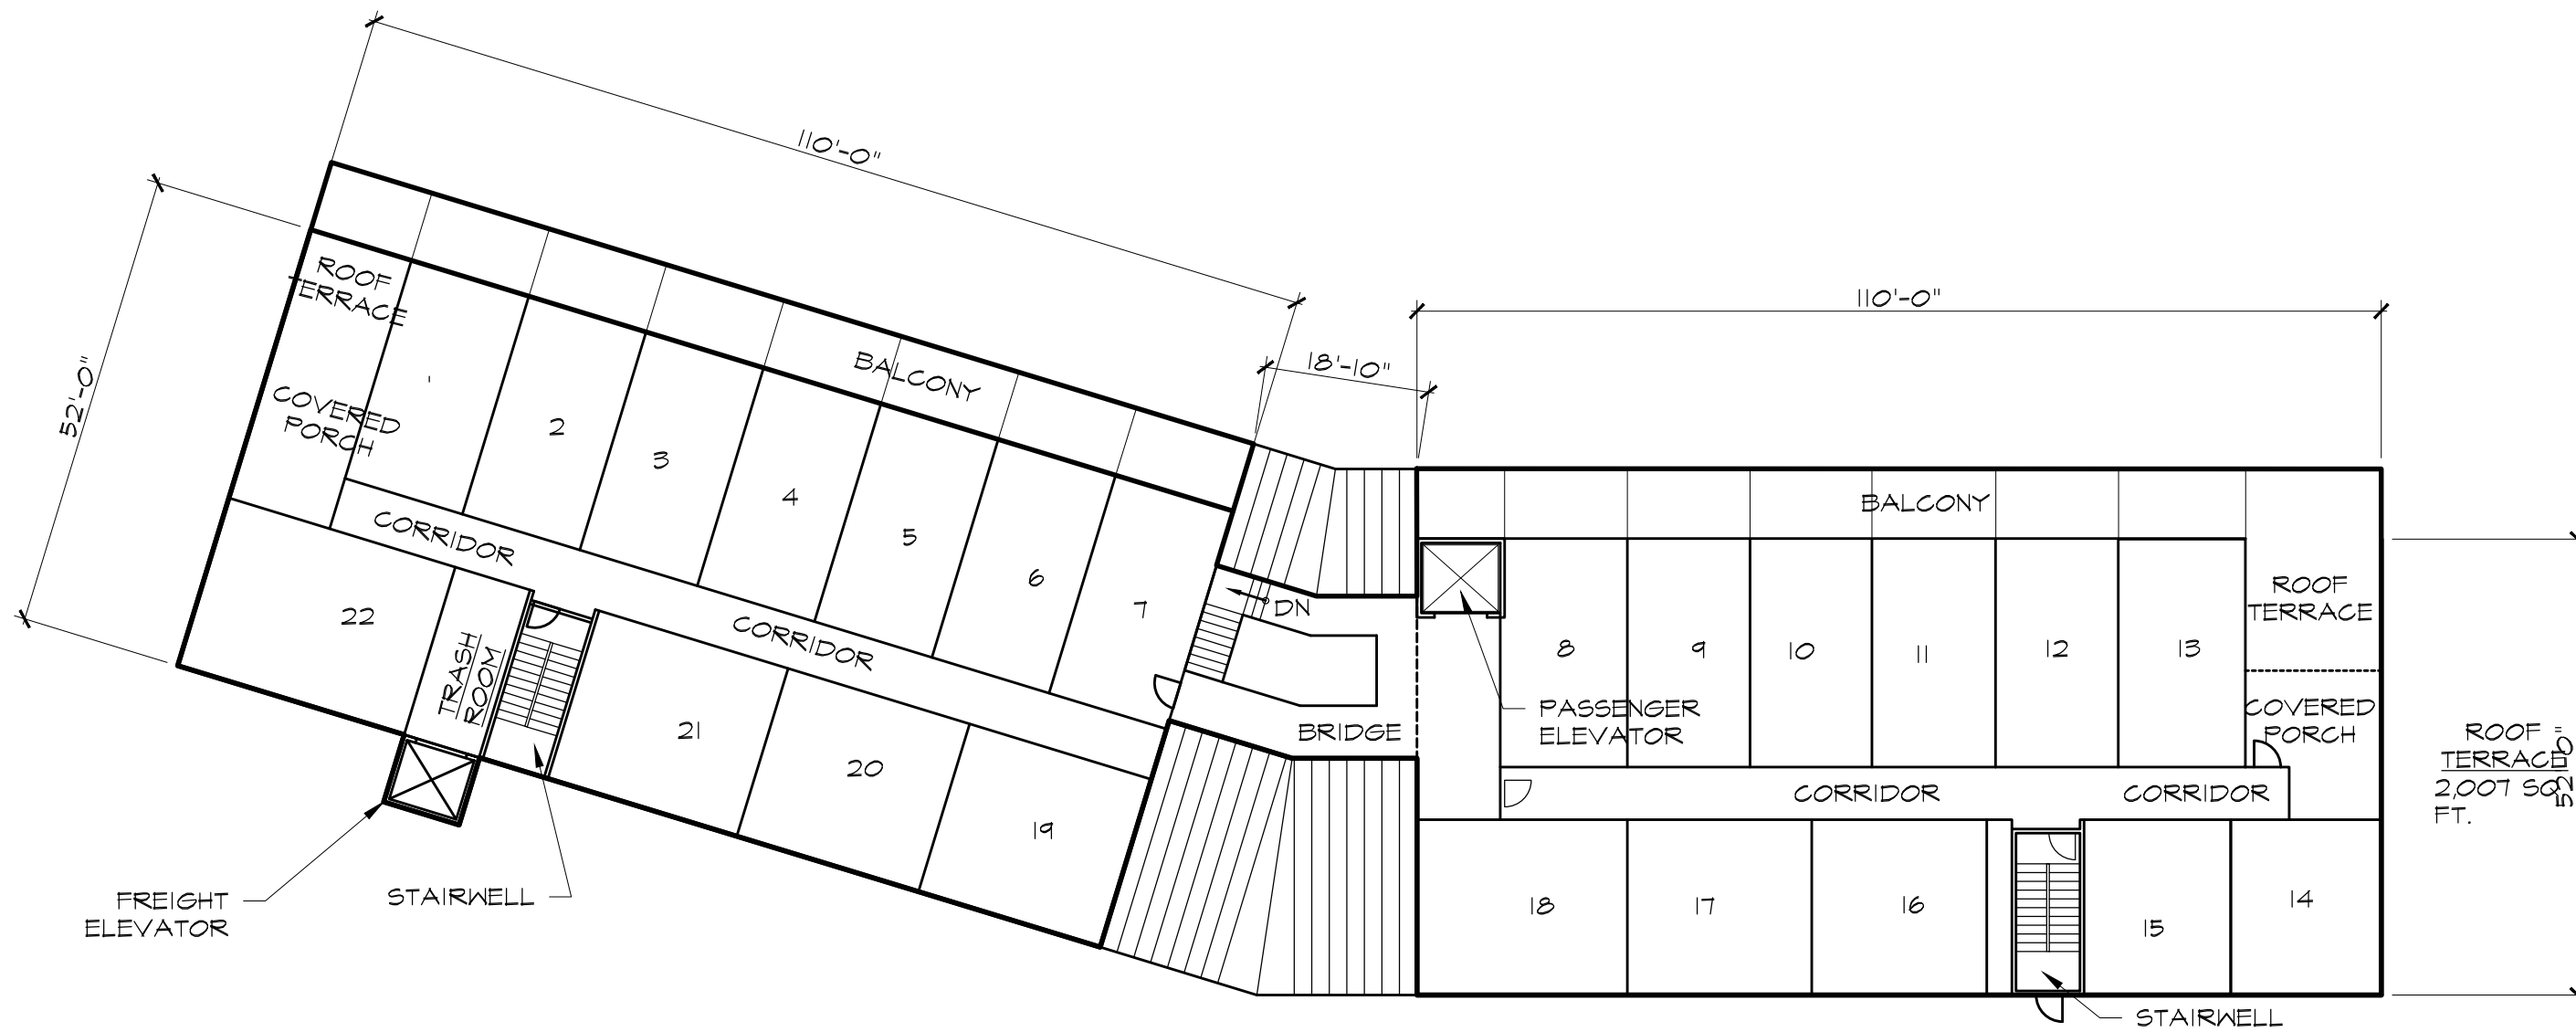 110'-0"
52'-0"
ROOF
TERRACE
COVERED
PORCH
1
2
3
4
5
6
7
BALCONY
CORRIDOR
CORRIDOR
22
TRASH
ROOM
21
20
19
FREIGHT
ELEVATOR
STAIRWELL
18'-10"
DN
BRIDGE
110'-0"
BALCONY
8
9
10
11
12
13
PASSENGER
ELEVATOR
ROOF
TERRACE
COVERED
PORCH
CORRIDOR
CORRIDOR
18
17
16
15
14
STAIRWELL
ROOF
TERRACE
2,007 SQ
FT.
52'-0"